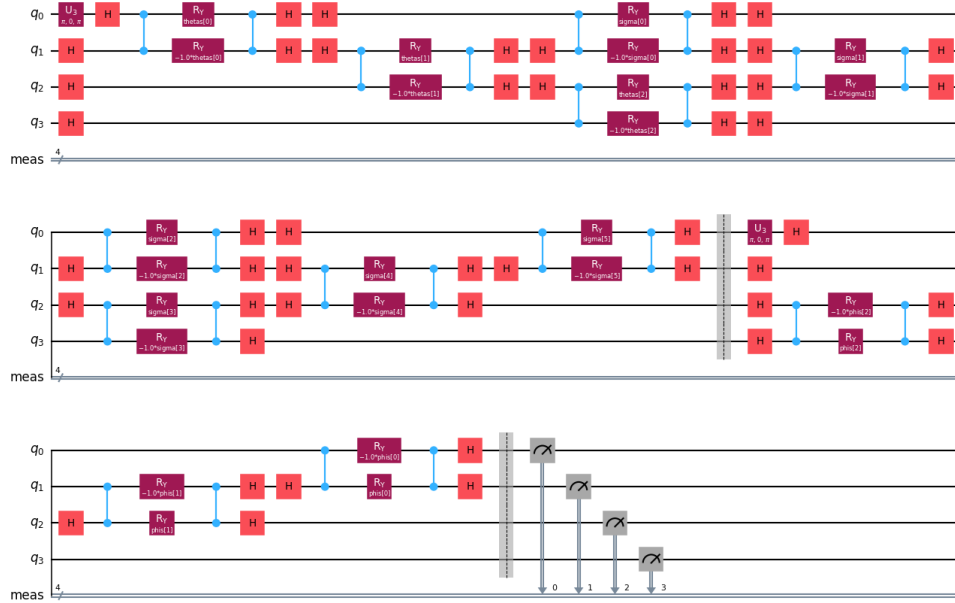 q0 U3 H RY H H RY H H
π, 0, π thetas[0] sigma[0]
q1 H RY H H RY H H RY H H RY H
−1.0*thetas[0] thetas[1] −1.0*sigma[0] sigma[1]
q2 H RY H H RY H H RY H
−1.0*thetas[1] thetas[2] −1.0*sigma[1]
q3 H RY H H
−1.0*thetas[2]
meas 4
q0 RY H H RY H U3 H
sigma[2] sigma[5] π, 0, π
q1 H RY H H RY H H RY H H
−1.0*sigma[2] sigma[4] −1.0*sigma[5]
q2 H RY H H RY H RY H
sigma[3] −1.0*sigma[4] −1.0*phis[2]
q3 RY H H RY H
−1.0*sigma[3] phis[2]
meas 4
q0 RY H
−1.0*phis[0]
q1 RY H H RY H
−1.0*phis[1] phis[0]
q2 H RY H
phis[1]
q3
meas 4 0 1 2 3